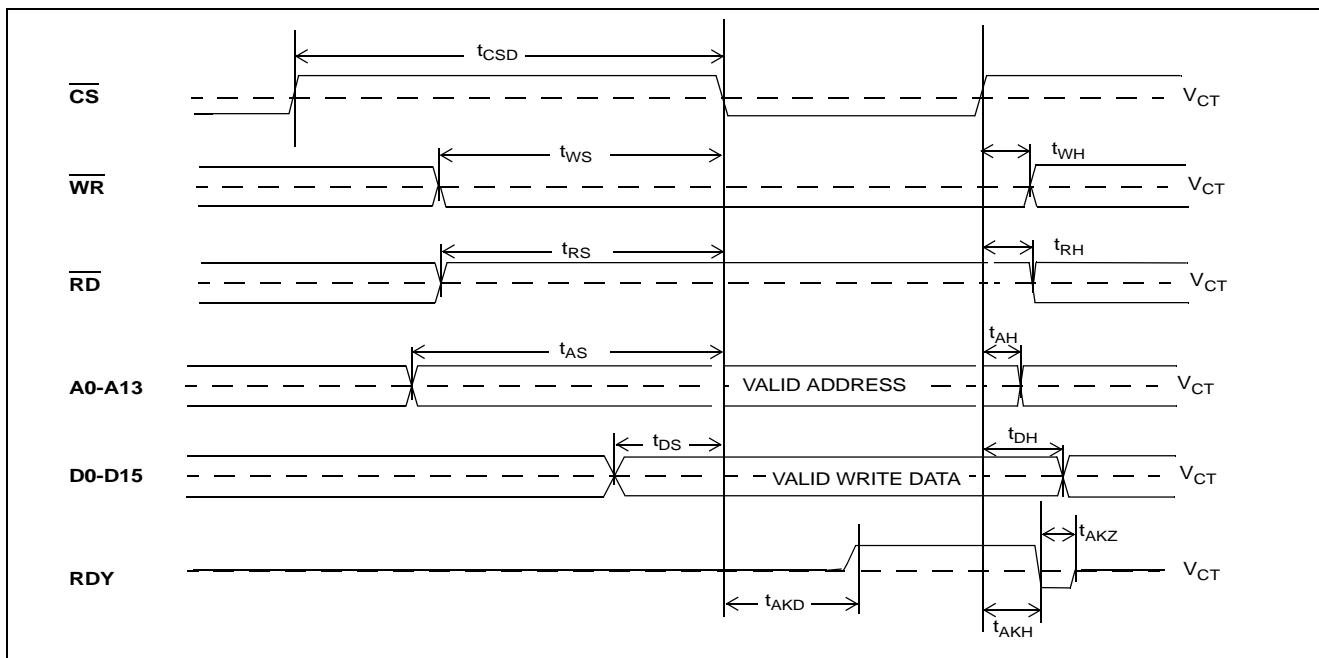 tCSD
CS
VCT
tWS
tWH
WR
VCT
tRS
tRH
RD
VCT
tAS
tAH
A0-A13
VALID ADDRESS
VCT
tDS
tDH
D0-D15
VALID WRITE DATA
VCT
tAKZ
RDY
VCT
tAKD
tAKH